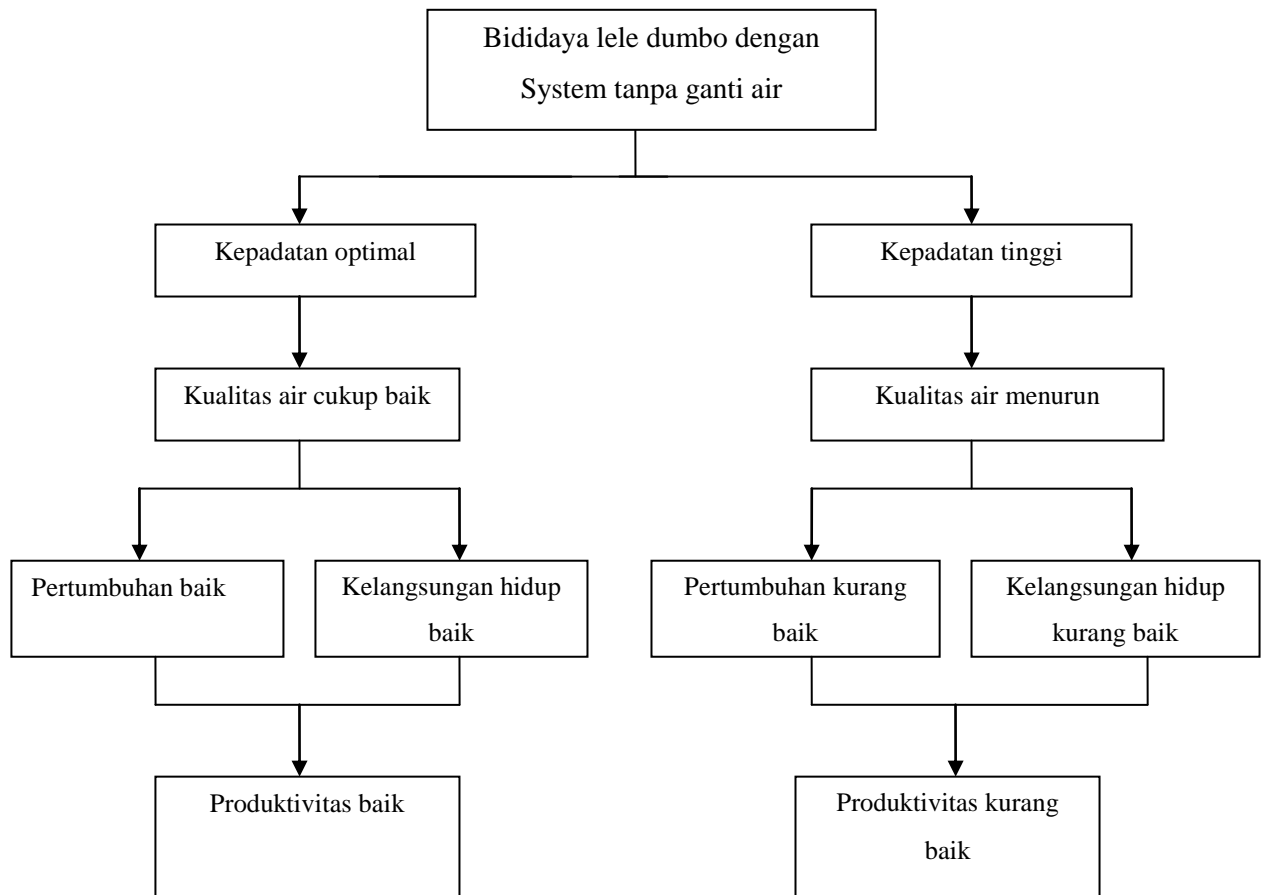 Bididaya lele dumbo dengan
System tanpa ganti air
Kepadatan optimal
Kepadatan tinggi
Kualitas air cukup baik
Kualitas air menurun
Pertumbuhan baik
Kelangsungan hidup
baik
Pertumbuhan kurang
baik
Kelangsungan hidup
kurang baik
Produktivitas baik
Produktivitas kurang
baik